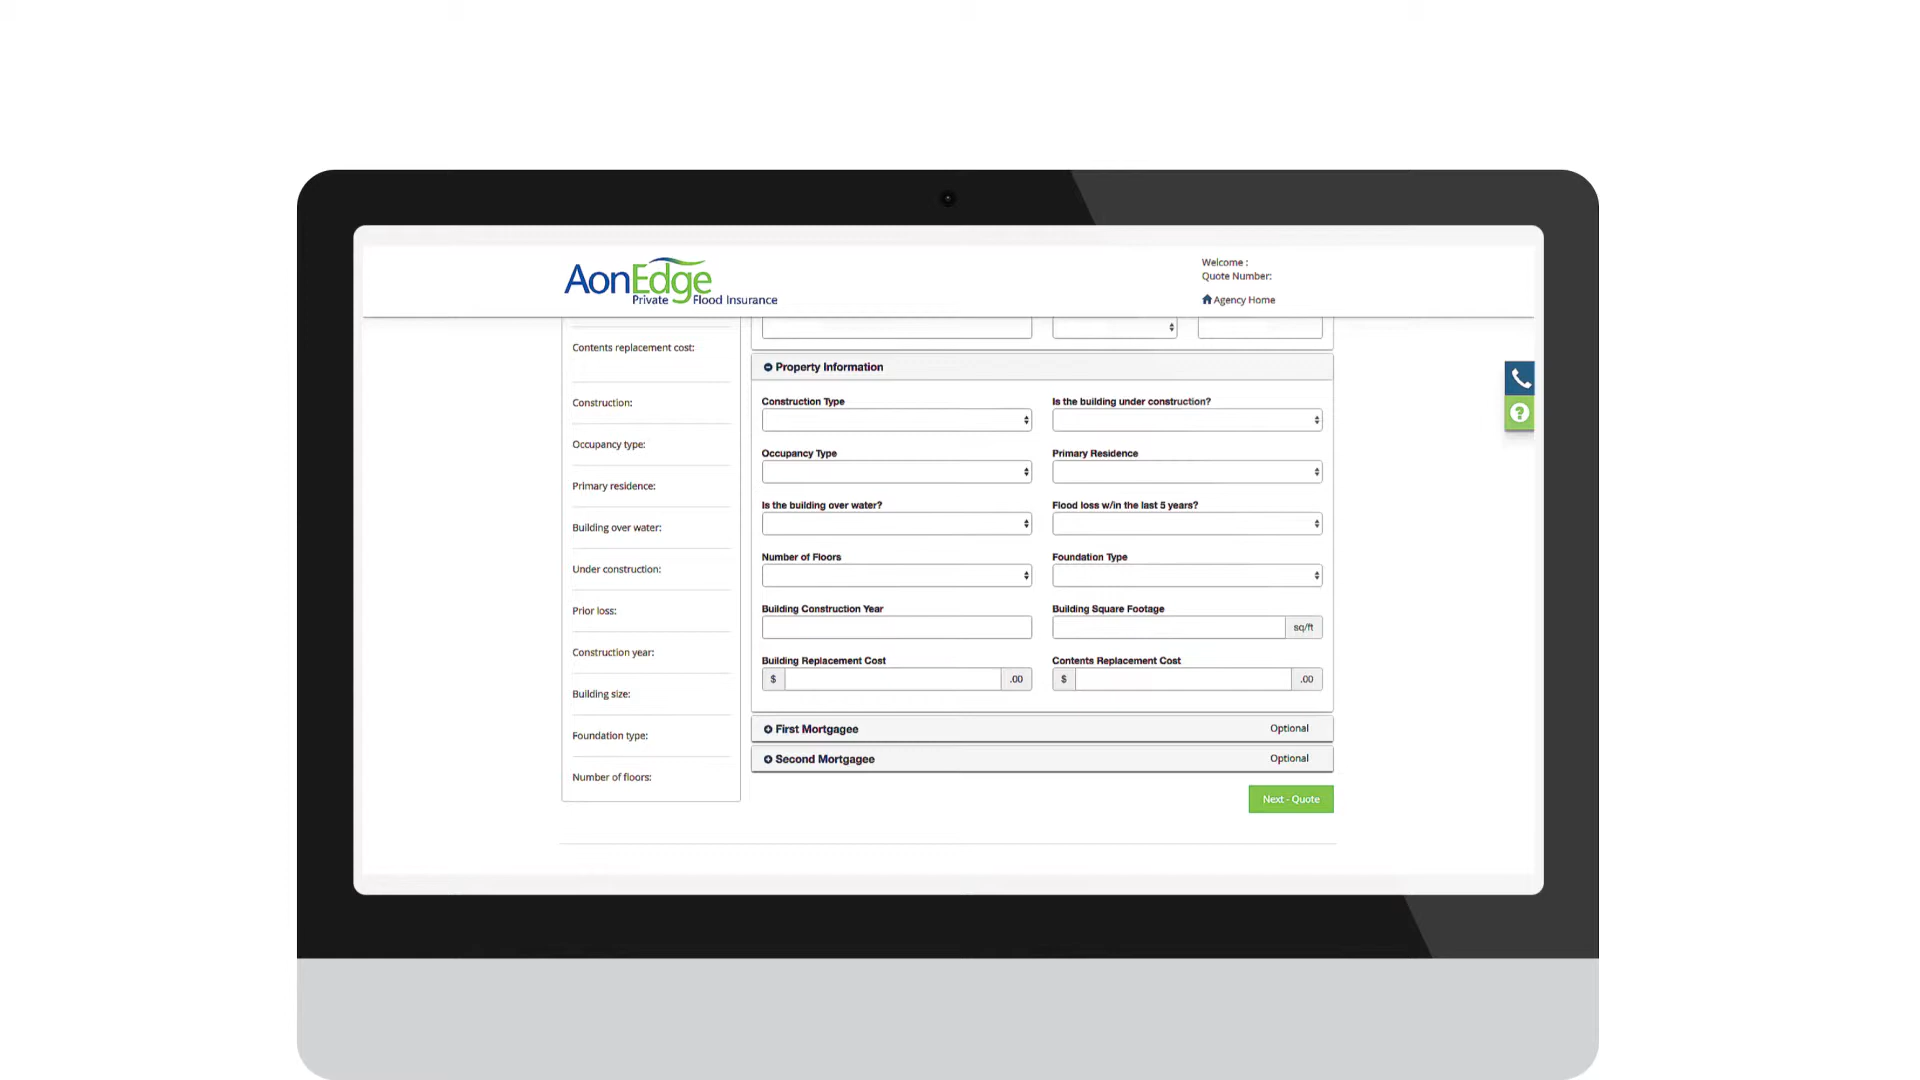 AonEdge
Private Flood Insurance
Welcome :
Quote Number:
Agency Home
Contents replacement cost:
Construction:
Occupancy type:
Primary residence:
Building over water:
Under construction:
Prior loss:
Construction year:
Building size:
Foundation type:
Number of floors:
Property Information
Construction Type
Is the building under construction?
Occupancy Type
Primary Residence
Is the building over water?
Flood loss w/in the last 5 years?
Number of Floors
Foundation Type
Building Construction Year
Building Square Footage
sq/ft
Building Replacement Cost
Contents Replacement Cost
$ .00
$ .00
First Mortgagee Optional
Second Mortgagee Optional
Next - Quote